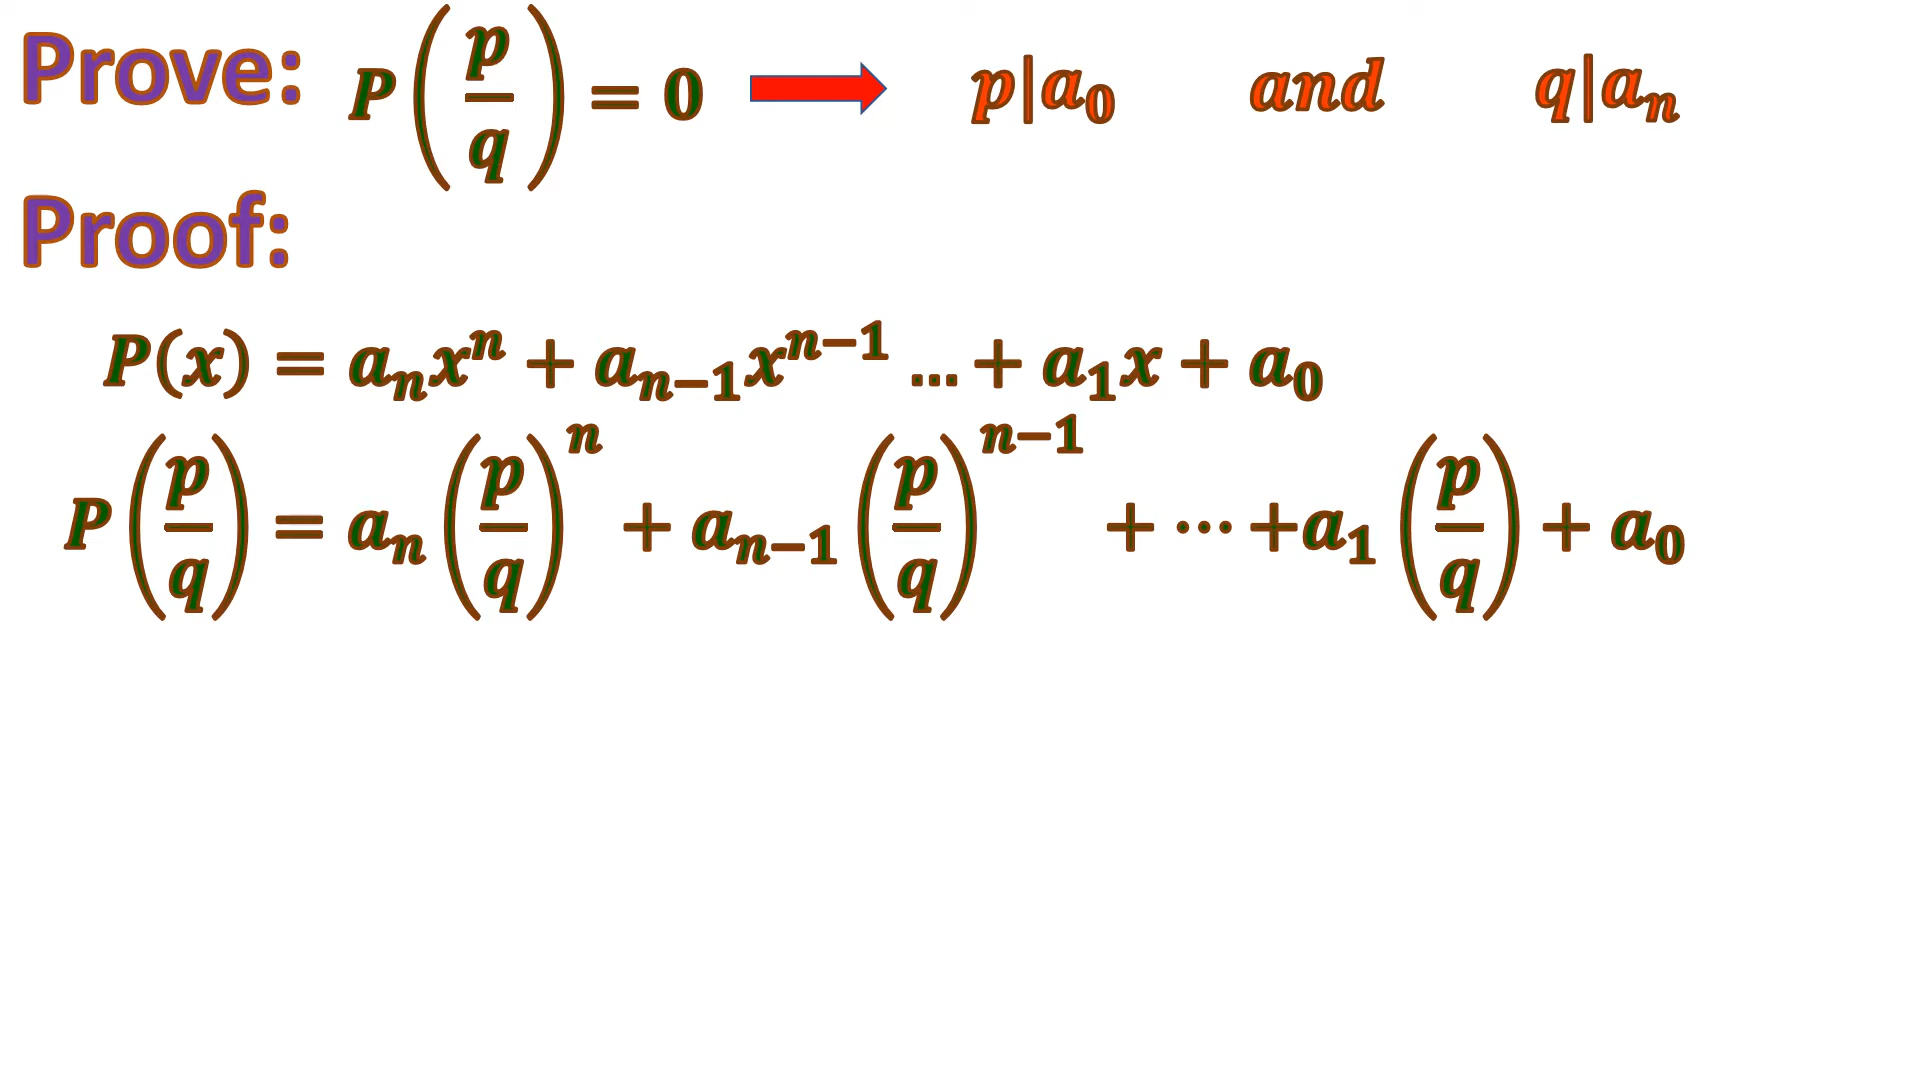 Prove: P(p/q) = 0 p|a₀ and q|aₙ
Proof:
P(x) = aₙxⁿ + aₙ₋₁xⁿ⁻¹ ... + a₁x + a₀
P(p/q) = aₙ(p/q)ⁿ + aₙ₋₁(p/q)ⁿ⁻¹ + ⋯ +a₁(p/q) + a₀